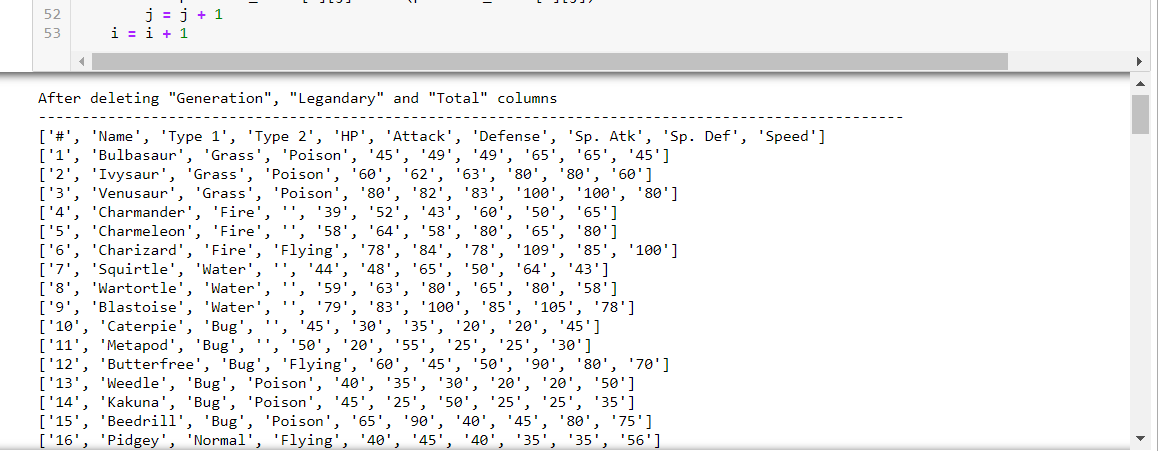 52 j = j + 1
53 i = i + 1
After deleting "Generation", "Legandary" and "Total" columns
----------------------------------------------------------------------------------------------------
['#', 'Name', 'Type 1', 'Type 2', 'HP', 'Attack', 'Defense', 'Sp. Atk', 'Sp. Def', 'Speed']
['1', 'Bulbasaur', 'Grass', 'Poison', '45', '49', '49', '65', '65', '45']
['2', 'Ivysaur', 'Grass', 'Poison', '60', '62', '63', '80', '80', '60']
['3', 'Venusaur', 'Grass', 'Poison', '80', '82', '83', '100', '100', '80']
['4', 'Charmander', 'Fire', '', '39', '52', '43', '60', '50', '65']
['5', 'Charmeleon', 'Fire', '', '58', '64', '58', '80', '65', '80']
['6', 'Charizard', 'Fire', 'Flying', '78', '84', '78', '109', '85', '100']
['7', 'Squirtle', 'Water', '', '44', '48', '65', '50', '64', '43']
['8', 'Wartortle', 'Water', '', '59', '63', '80', '65', '80', '58']
['9', 'Blastoise', 'Water', '', '79', '83', '100', '85', '105', '78']
['10', 'Caterpie', 'Bug', '', '45', '30', '35', '20', '20', '45']
['11', 'Metapod', 'Bug', '', '50', '20', '55', '25', '25', '30']
['12', 'Butterfree', 'Bug', 'Flying', '60', '45', '50', '90', '80', '70']
['13', 'Weedle', 'Bug', 'Poison', '40', '35', '30', '20', '20', '50']
['14', 'Kakuna', 'Bug', 'Poison', '45', '25', '50', '25', '25', '35']
['15', 'Beedrill', 'Bug', 'Poison', '65', '90', '40', '45', '80', '75']
['16', 'Pidgey', 'Normal', 'Flying', '40', '45', '40', '35', '35', '56']